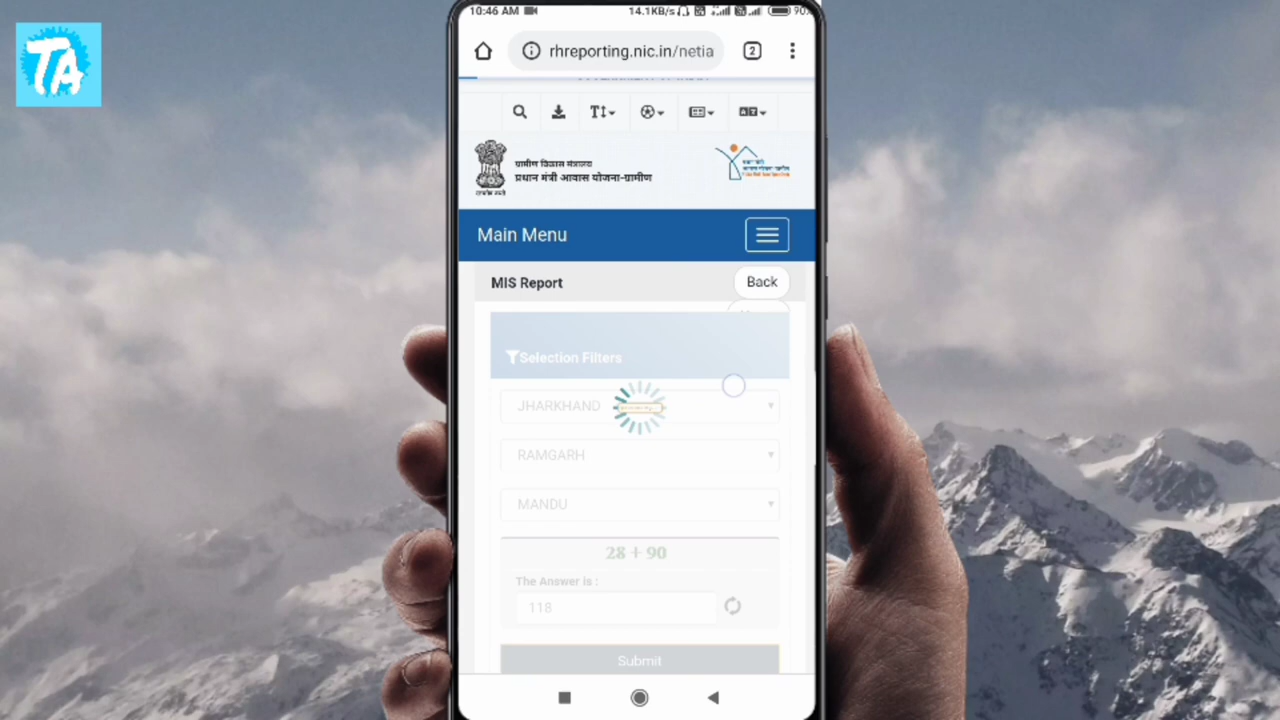 TA
10:46 AM 14.1KB/s 90%
rhreporting.nic.in/netia 2
ग्रामीण विकास मंत्रालय
प्रधान मंत्री आवास योजना-ग्रामीण
Main Menu
MIS Report Back
Selection Filters
JHARKHAND
RAMGARH
MANDU
28 + 90
The Answer is :
118
Submit